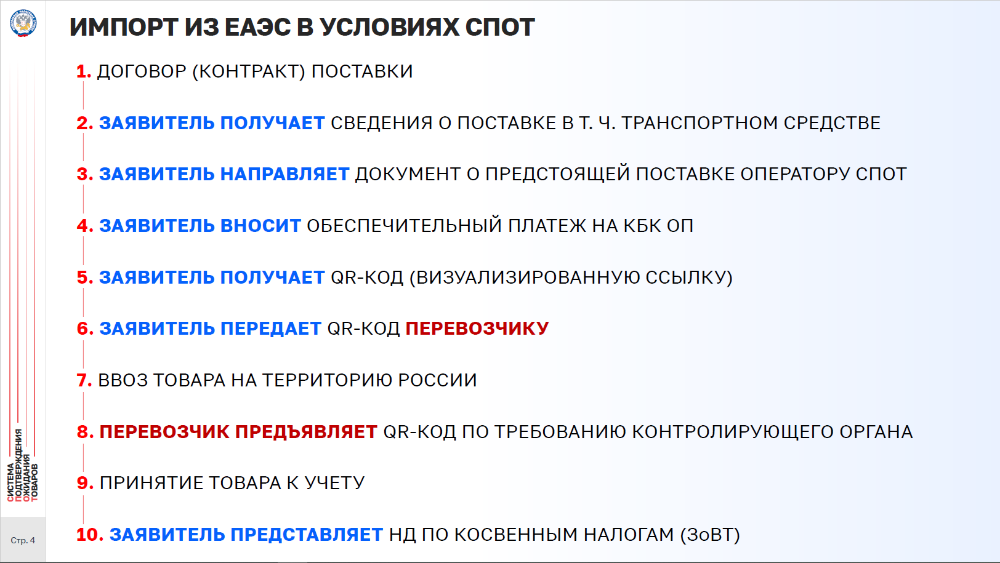 ИМПОРТ ИЗ ЕАЭС В УСЛОВИЯХ СПОТ
1. ДОГОВОР (КОНТРАКТ) ПОСТАВКИ
2. ЗАЯВИТЕЛЬ ПОЛУЧАЕТ СВЕДЕНИЯ О ПОСТАВКЕ В Т. Ч. ТРАНСПОРТНОМ СРЕДСТВЕ
3. ЗАЯВИТЕЛЬ НАПРАВЛЯЕТ ДОКУМЕНТ О ПРЕДСТОЯЩЕЙ ПОСТАВКЕ ОПЕРАТОРУ СПОТ
4. ЗАЯВИТЕЛЬ ВНОСИТ ОБЕСПЕЧИТЕЛЬНЫЙ ПЛАТЕЖ НА КБК ОП
5. ЗАЯВИТЕЛЬ ПОЛУЧАЕТ QR-КОД (ВИЗУАЛИЗИРОВАННУЮ ССЫЛКУ)
6. ЗАЯВИТЕЛЬ ПЕРЕДАЕТ QR-КОД ПЕРЕВОЗЧИКУ
7. ВВОЗ ТОВАРА НА ТЕРРИТОРИЮ РОССИИ
8. ПЕРЕВОЗЧИК ПРЕДЪЯВЛЯЕТ QR-КОД ПО ТРЕБОВАНИЮ КОНТРОЛИРУЮЩЕГО ОРГАНА
9. ПРИНЯТИЕ ТОВАРА К УЧЕТУ
10. ЗАЯВИТЕЛЬ ПРЕДСТАВЛЯЕТ НД ПО КОСВЕННЫМ НАЛОГАМ (ЗоВТ)
СИСТЕМА
ПОДТВЕРЖДЕНИЯ
ОЖИДАНИЯ
ТОВАРОВ
Стр. 4